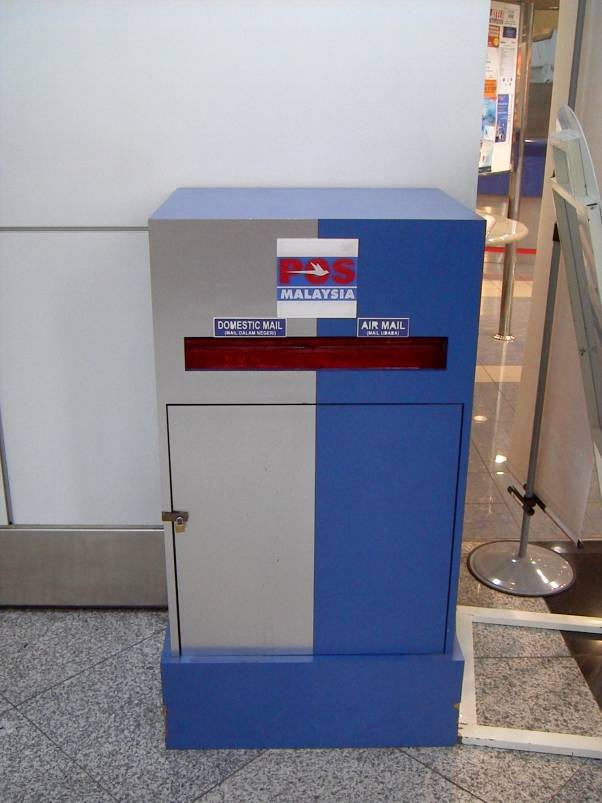 POS
MALAYSIA
DOMESTIC MAIL
(MAIL DALAM NEGERI)
AIR MAIL
(MAIL UDARA)